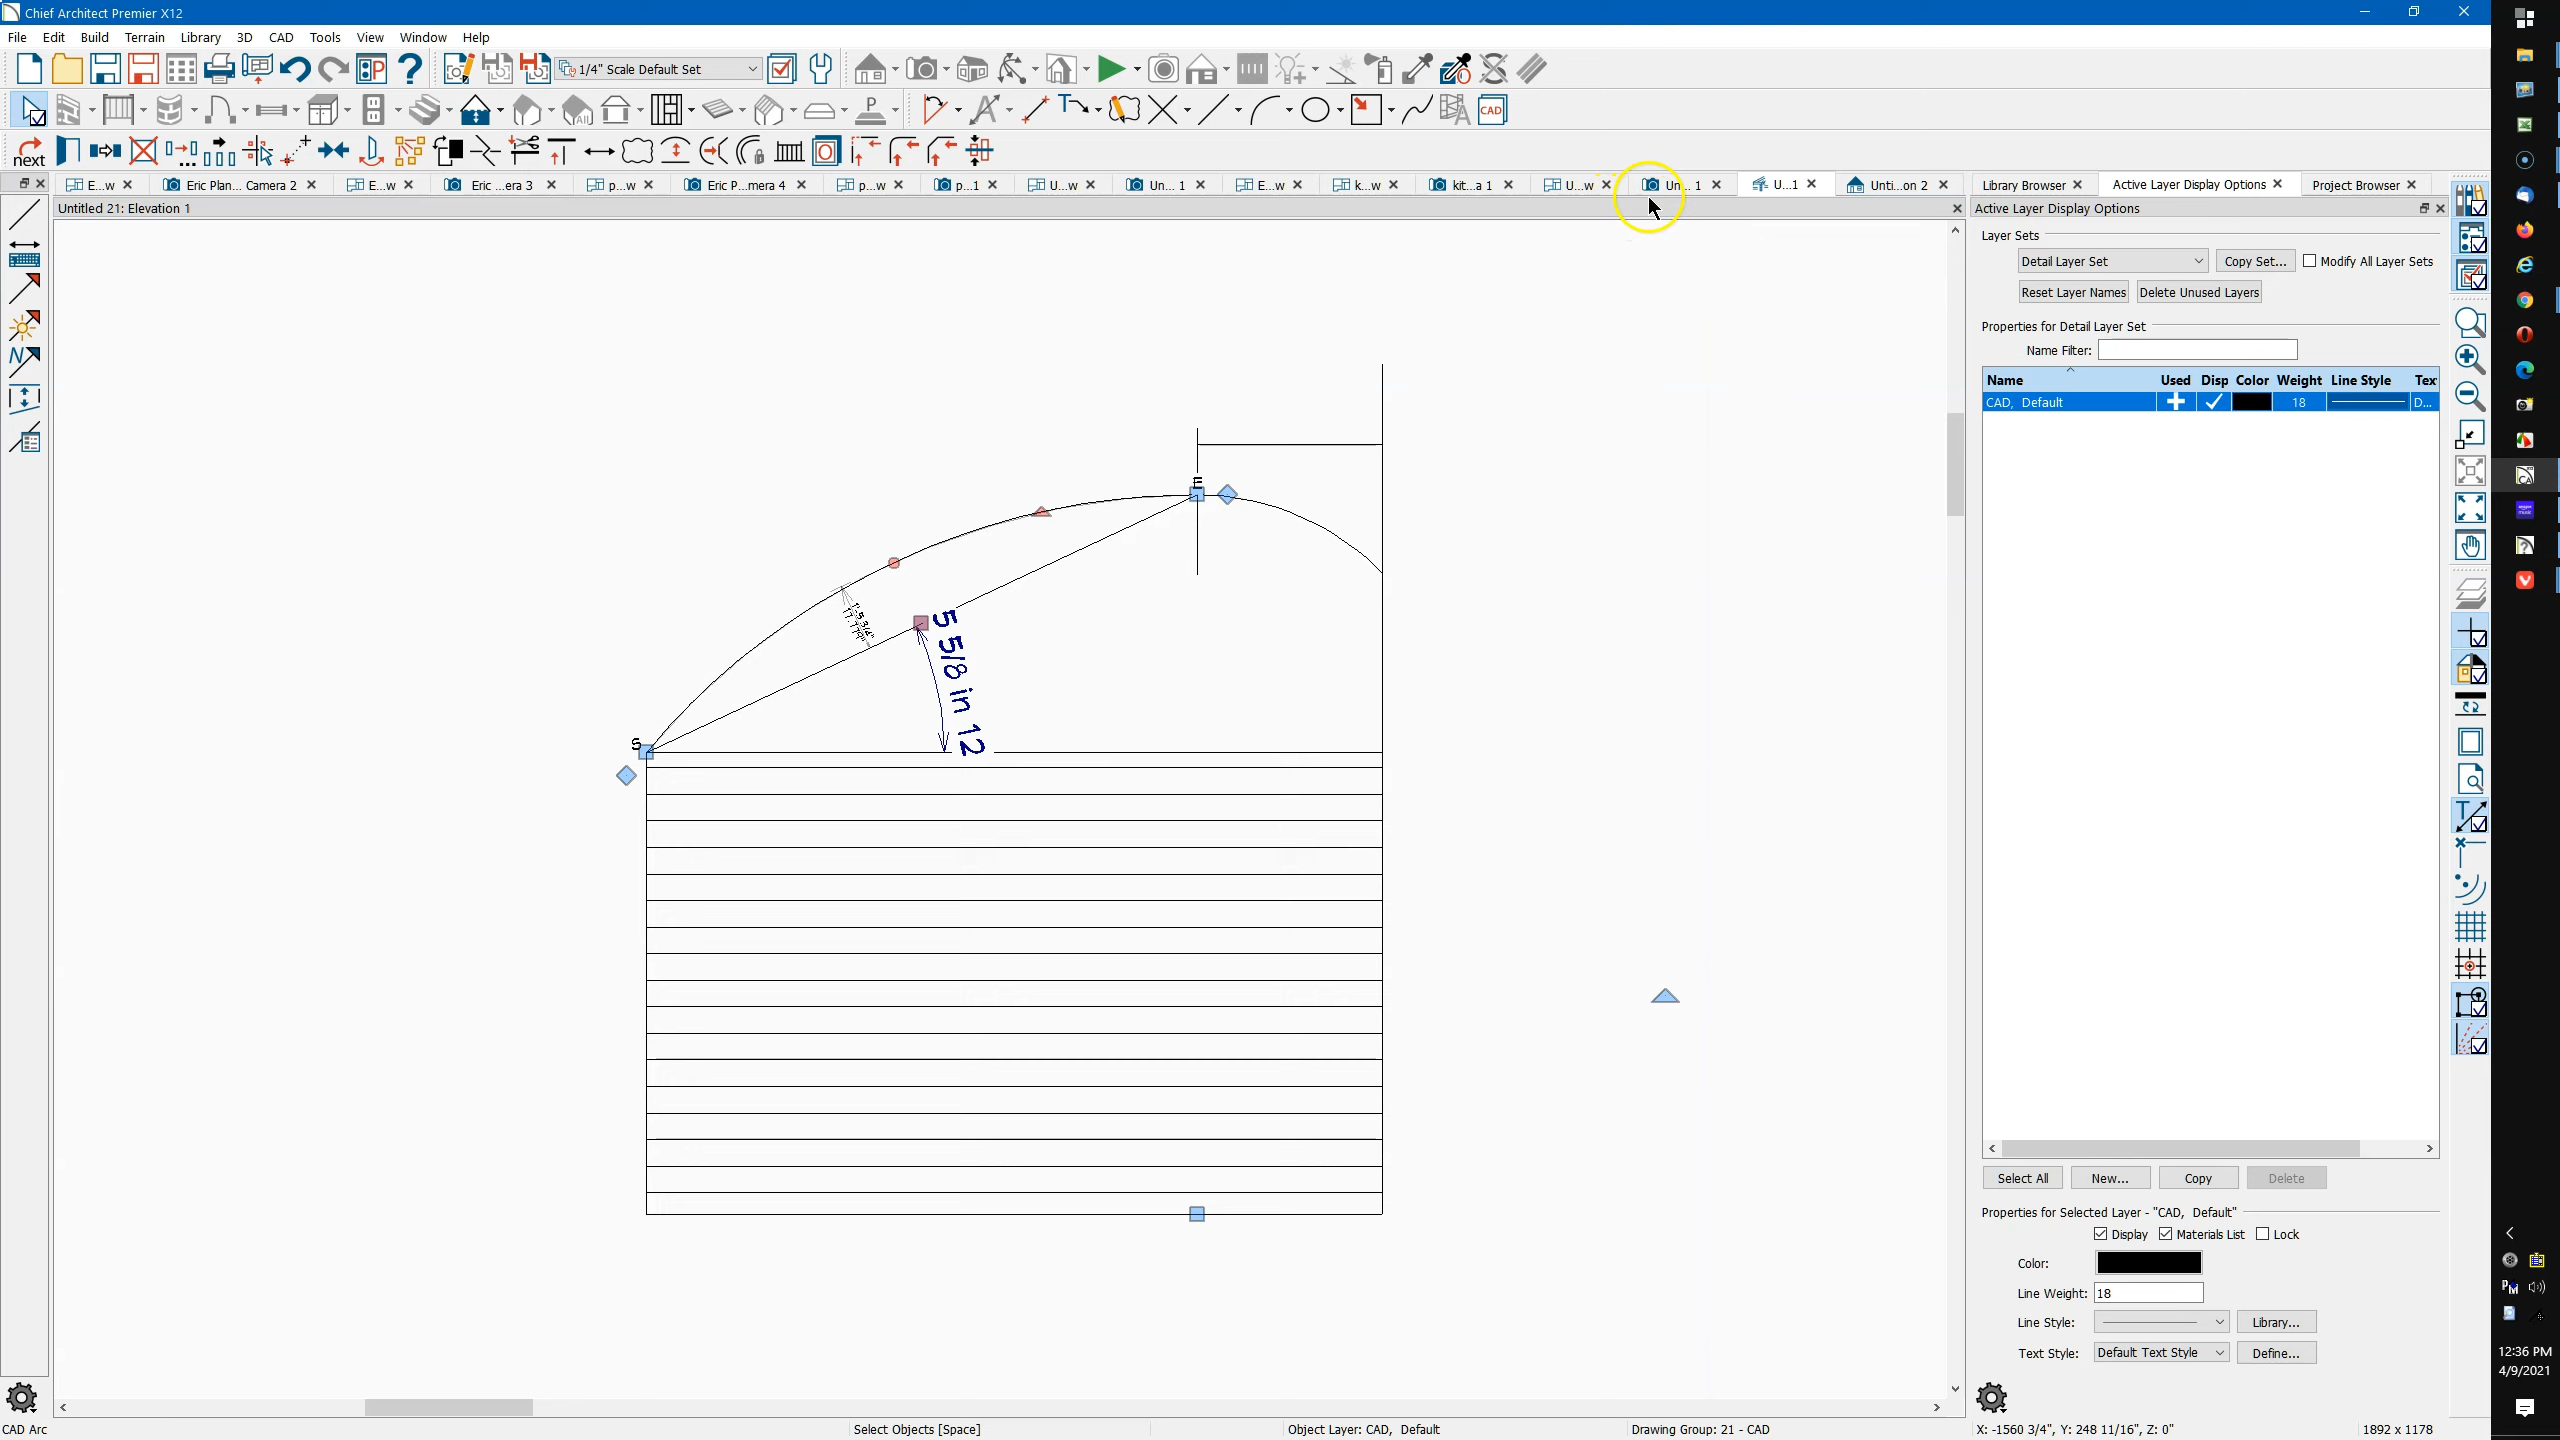 Chief Architect Premier X12
File Edit Build Terrain Library 3D CAD Tools View Window Help
1/4" Scale Default Set
All P A T CAD
next
E...w Eric Plan... Camera 2 E...w Eric ...era 3 p...w Eric P...mera 4 p...w p...1 U...w Un... 1 E...w k...w kit...a 1 U...w Un... 1 U...1 Unti...on 2 Library Browser Active Layer Display Options Project Browser
Untitled 21: Elevation 1
Active Layer Display Options
Layer Sets
Detail Layer Set Copy Set... Modify All Layer Sets
Reset Layer Names Delete Unused Layers
Properties for Detail Layer Set
Name Filter:
Name Used Disp Color Weight Line Style Tex
CAD, Default 18 D...
E
5 5/8 in 12
S
Select All New... Copy Delete
Properties for Selected Layer - "CAD, Default"
Display Materials List Lock
Color:
Line Weight: 18
Line Style: Library...
Text Style: Default Text Style Define...
12:36 PM
4/9/2021
CAD Arc Select Objects [Space] Object Layer: CAD, Default Drawing Group: 21 - CAD X: -1560 3/4", Y: 248 11/16", Z: 0" 1892 x 1178